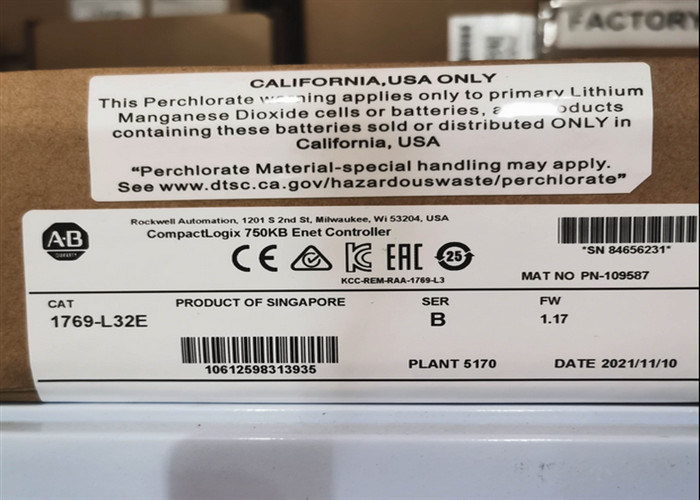 FACTORY
CALIFORNIA,USA ONLY
This Perchlorate applies only to primary Lithium
Manganese Dioxide cells or batteries,
containing these batteries sold or distributed ONLY in
California, USA
"Perchlorate Material-special handling may apply.
See www.dtsc.ca.gov/hazardouswaste/perchlorate"
Rockwell Automation, 1201 S 2nd St, Milwaukee, Wi 53204, USA
CompactLogix 750KB Enet Controller
A-B
QUALITY
CE EAC 25
KCC-REM-RAA-1769-L3
*SN 84656231*
MAT NO PN-109587
CAT PRODUCT OF SINGAPORE SER FW
1769-L32E B 1.17
10612598313935
PLANT 5170 DATE 2021/11/10